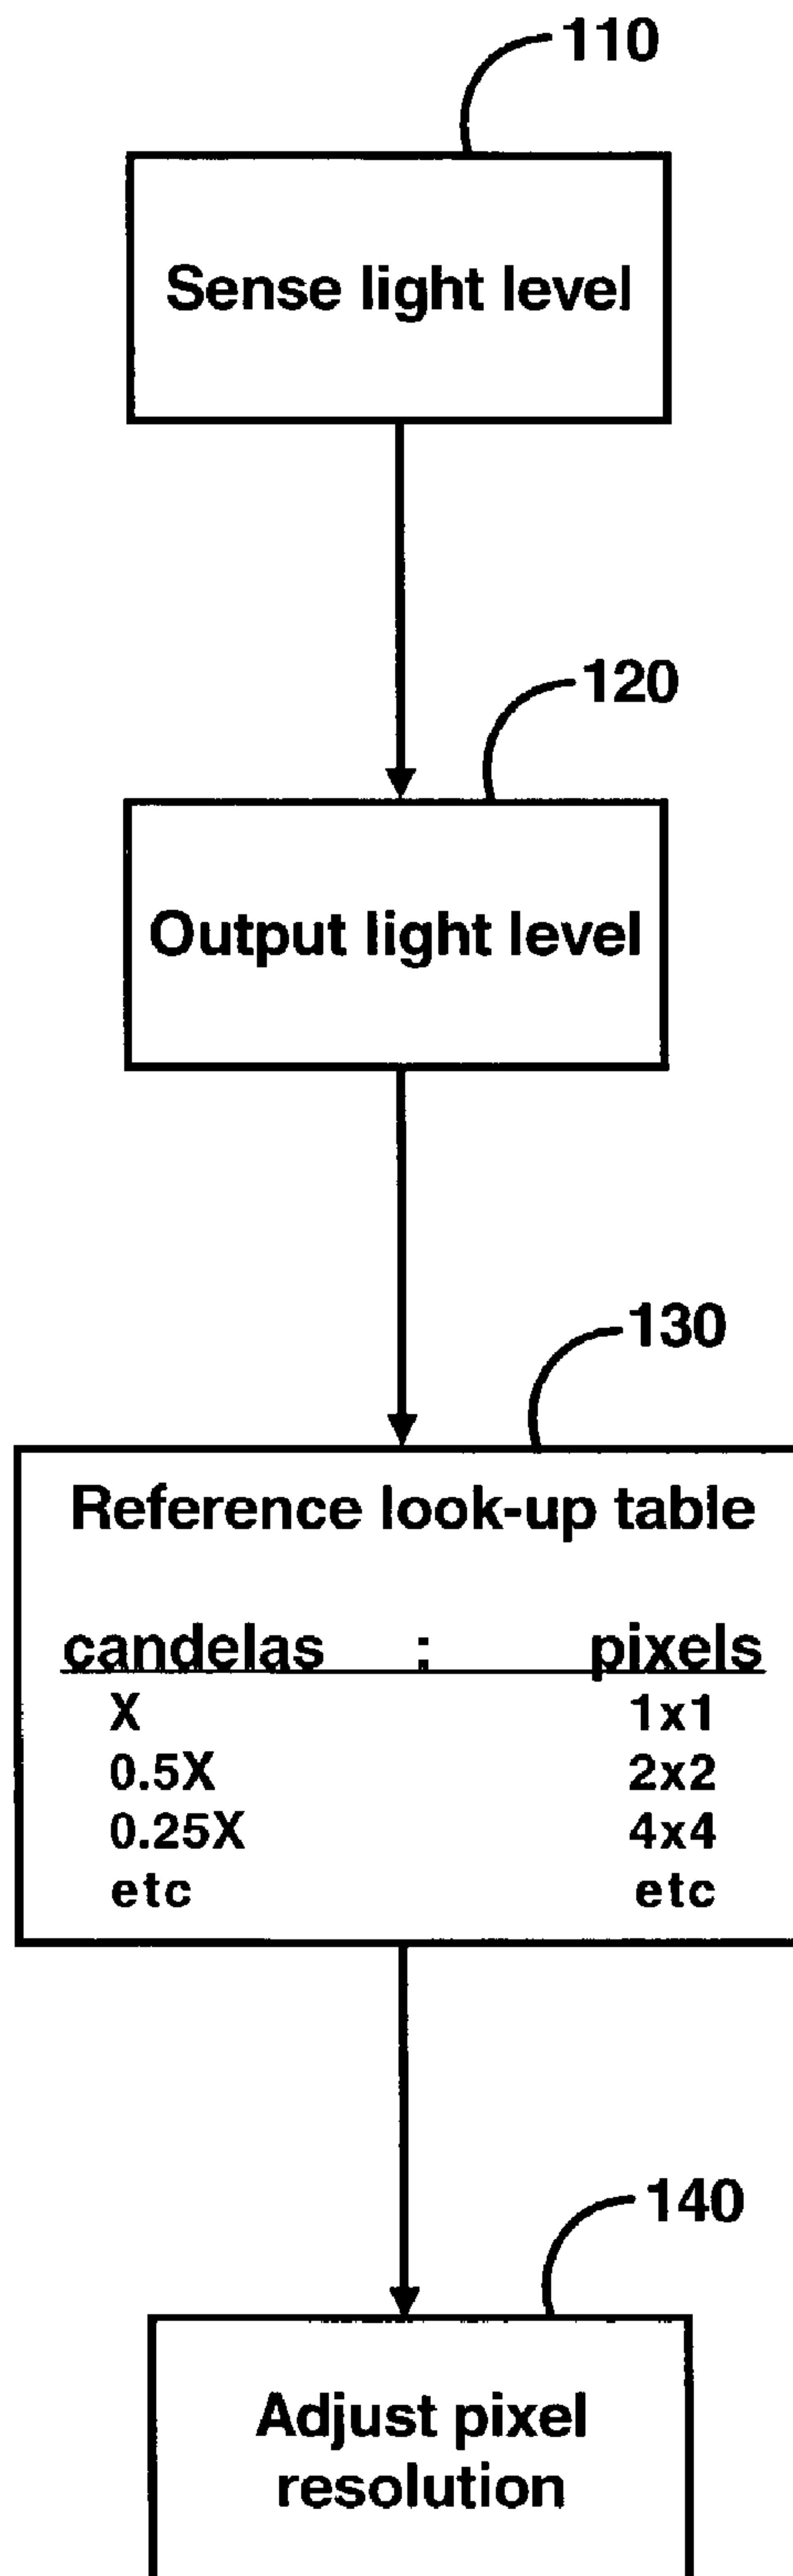 110
Sense light level
120
Output light level
130
Reference look-up table
candelas : pixels
X 1x1
0.5X 2x2
0.25X 4x4
etc etc
140
Adjust pixel
resolution